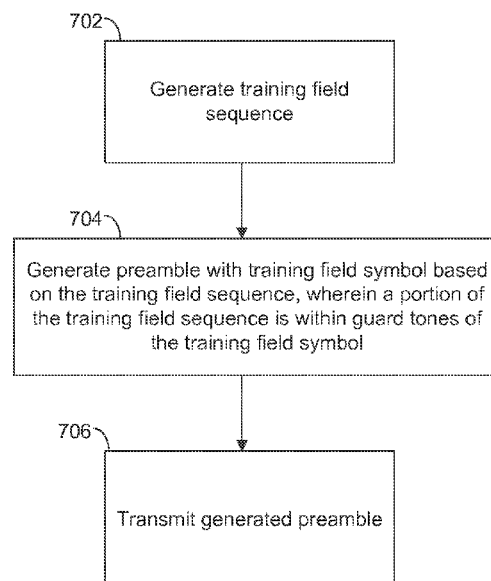 702
Generate training field
sequence
704
Generate preamble with training field symbol based
on the training field sequence, wherein a portion of
the training field sequence is within guard tones of
the training field symbol
706
Transmit generated preamble